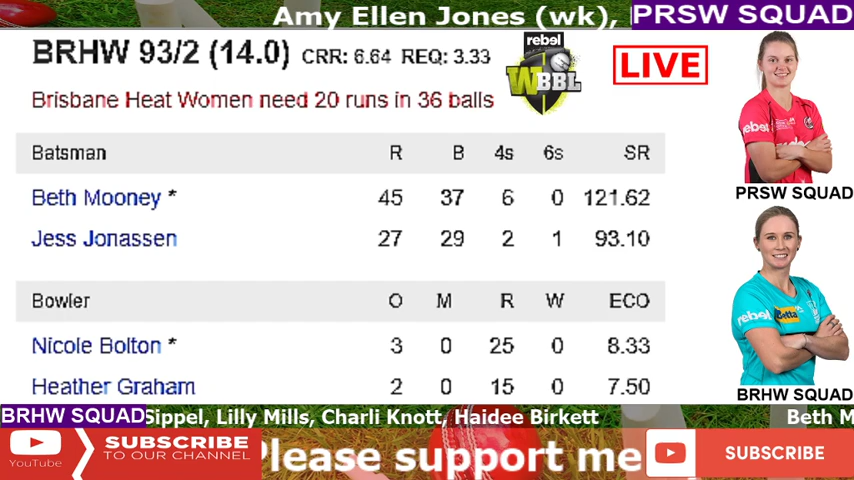 Amy Ellen Jones (wk),
PRSW SQUAD
BRHW 93/2 (14.0) CRR: 6.64 REQ: 3.33
rebel
WBBL
LIVE
Brisbane Heat Women need 20 runs in 36 balls
Batsman R B 4s 6s SR
Beth Mooney * 45 37 6 0 121.62
Jess Jonassen 27 29 2 1 93.10
rebel
PRSW SQUAD
Bowler O M R W ECO
Nicole Bolton * 3 0 25 0 8.33
Heather Graham 2 0 15 0 7.50
rebel
Betta
BRHW SQUAD
BRHW SQUAD
Sippel, Lilly Mills, Charli Knott, Haidee Birkett
Beth M
YouTube
SUBSCRIBE
TO OUR CHANNEL
Please support me
SUBSCRIBE